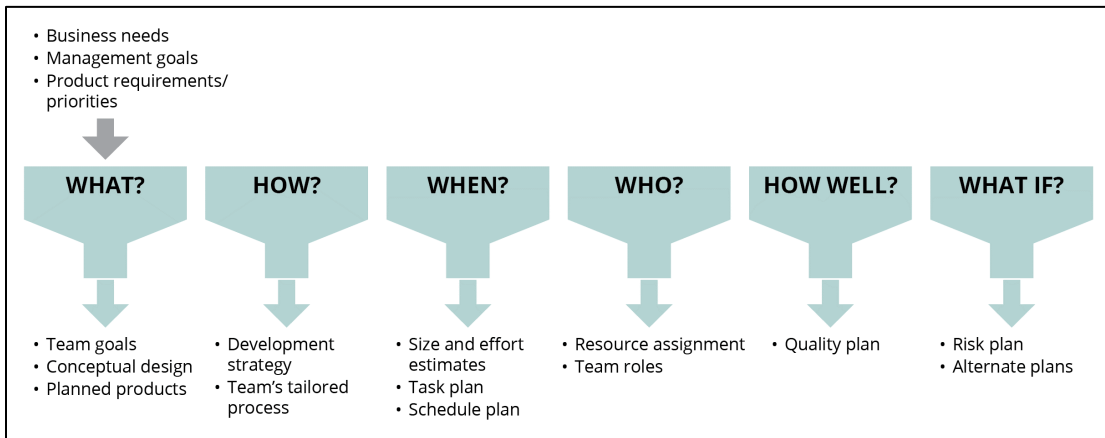 • Business needs
• Management goals
• Product requirements/
priorities
WHAT?
HOW?
WHEN?
WHO?
HOW WELL?
WHAT IF?
• Team goals
• Conceptual design
• Planned products
• Development
strategy
• Team’s tailored
process
• Size and effort
estimates
• Task plan
• Schedule plan
• Resource assignment
• Team roles
• Quality plan
• Risk plan
• Alternate plans